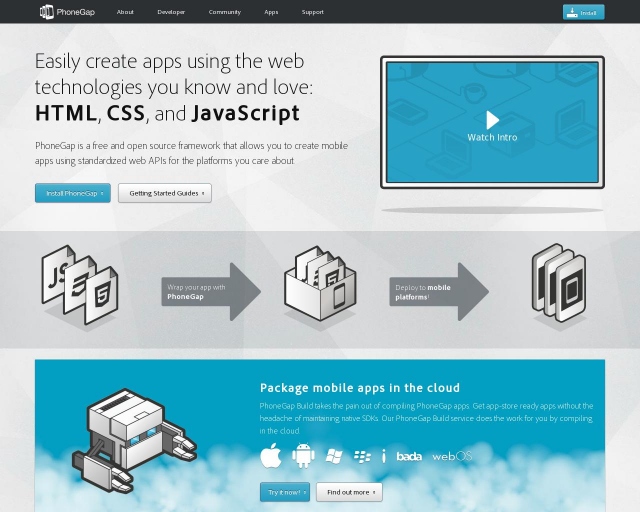 PhoneGap About Developer Community Apps Support Install
Easily create apps using the web
technologies you know and love:
HTML, CSS, and JavaScript
PhoneGap is a free and open source framework that allows you to create mobile
apps using standardized web APIs for the platforms you care about.
Install PhoneGap Getting Started Guides
Watch Intro
JS
Wrap your app with
PhoneGap
Deploy to mobile
platforms!
Package mobile apps in the cloud
PhoneGap Build takes the pain out of compiling PhoneGap apps. Get app-store ready apps without the
headache of maintaining native SDKs. Our PhoneGap Build service does the work for you by compiling
in the cloud.
bada webOS
Try it now! Find out more